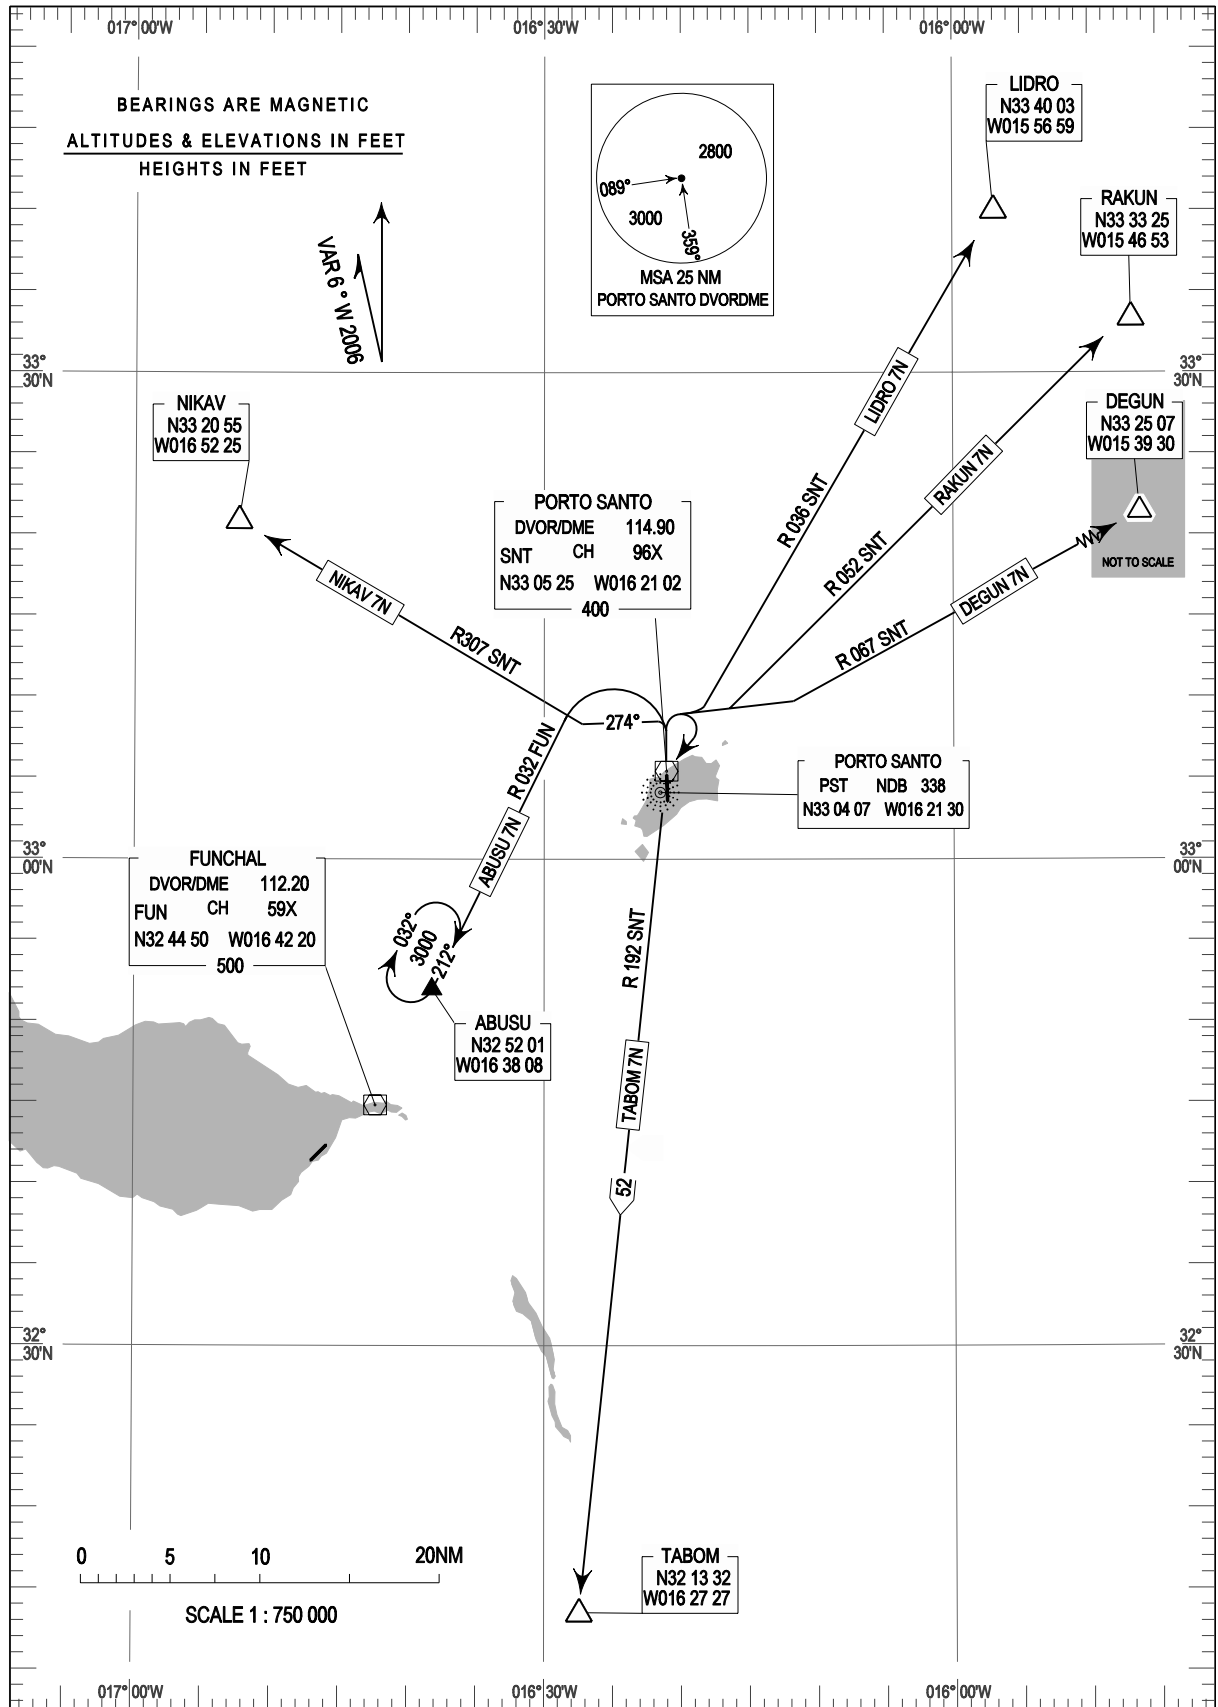 017° 00'W
016° 30'W
016° 00'W
BEARINGS ARE MAGNETIC
ALTITUDES & ELEVATIONS IN FEET
HEIGHTS IN FEET
VAR 6° W 2006
2800
089°
3000
359°
MSA 25 NM
PORTO SANTO DVORDME
LIDRO
N33 40 03
W015 56 59
RAKUN
N33 33 25
W015 46 53
33°
30'N
33°
30'N
NIKAV
N33 20 55
W016 52 25
DEGUN
N33 25 07
W015 39 30
NOT TO SCALE
LIDRO 7N
R 036 SNT
RAKUN 7N
R 052 SNT
DEGUN 7N
R 067 SNT
PORTO SANTO
DVOR/DME 114.90
SNT CH 96X
N33 05 25 W016 21 02
400
NIKAV 7N
R307 SNT
274°
R 032 FUN
ABUSU 7N
PORTO SANTO
PST NDB 338
N33 04 07 W016 21 30
33°
00'N
33°
00'N
FUNCHAL
DVOR/DME 112.20
FUN CH 59X
N32 44 50 W016 42 20
500
032°
3000
212°
ABUSU
N32 52 01
W016 38 08
R 192 SNT
TABOM 7N
52
32°
30'N
32°
30'N
0 5 10 20NM
SCALE 1 : 750 000
TABOM
N32 13 32
W016 27 27
017° 00'W
016° 30'W
016° 00'W